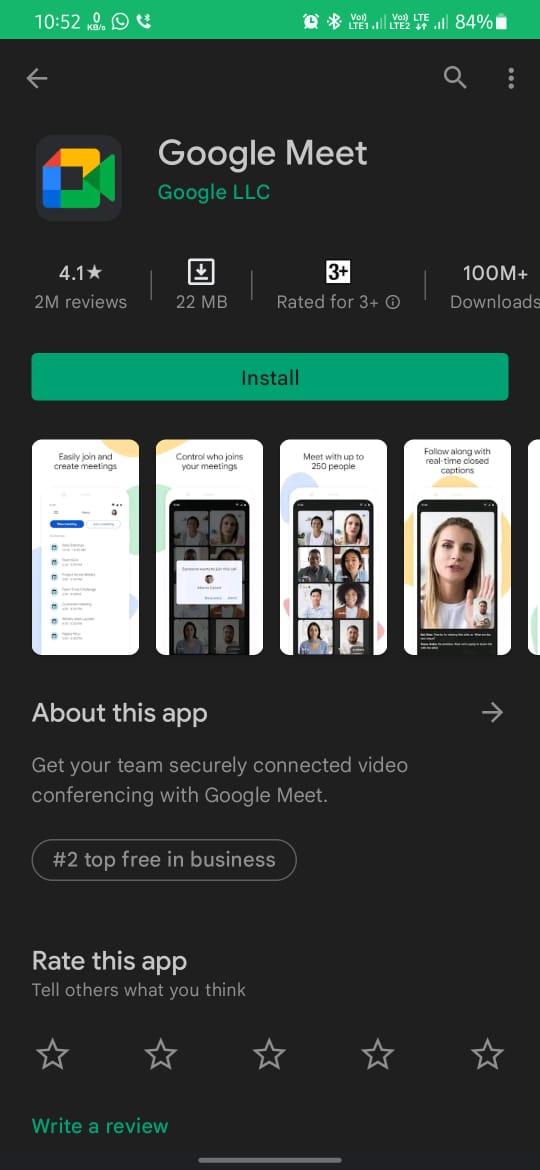 10:52 0 KB/s Vo) LTE1 Vo) LTE2 LTE 84%
Google Meet
Google LLC
4.1★ 3+ 100M+
2M reviews 22 MB Rated for 3+ Downloads
Install
Easily join and
create meetings
Control who joins
your meetings
Meet with up to
250 people
Follow along with
real-time closed
captions
About this app
Get your team securely connected video
conferencing with Google Meet.
#2 top free in business
Rate this app
Tell others what you think
Write a review